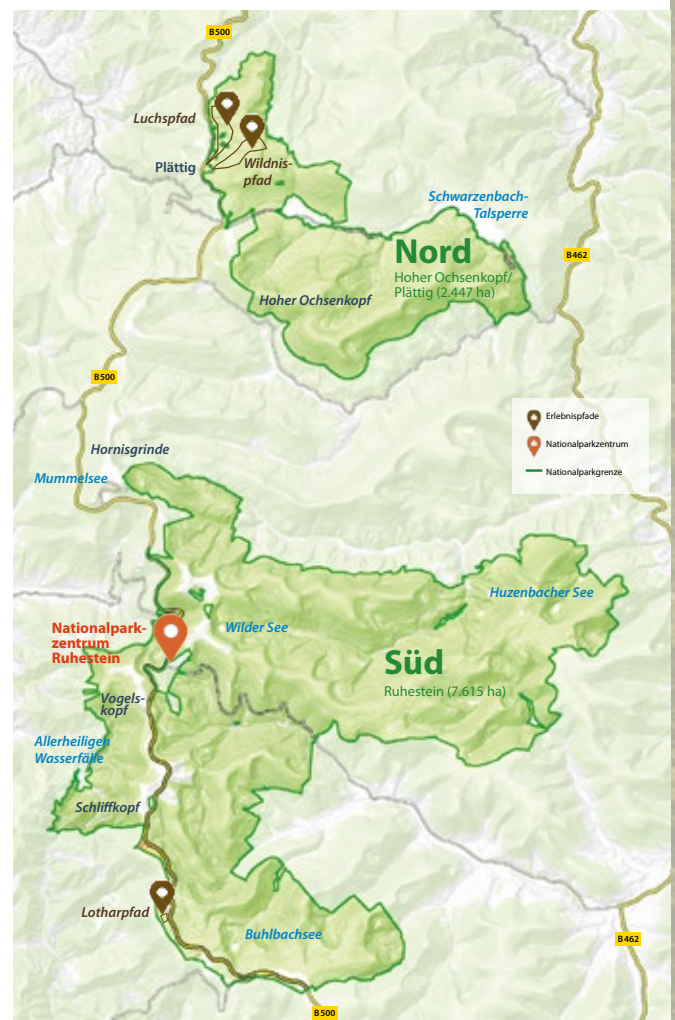 B500
Luchspfad
Plättig
Wildnis-
pfad
Schwarzenbach-
Talsperre
Nord
Hoher Ochsenkopf/
Plättig (2.447 ha)
B462
Hoher Ochsenkopf
B500
Erlebnispfade
Nationalparkzentrum
Nationalparkgrenze
Hornisgrinde
Mummelsee
Huzenbacher See
Wilder See
Nationalpark-
zentrum
Ruhestein
Süd
Ruhestein (7.615 ha)
Vogels-
kopf
Allerheiligen
Wasserfälle
Schliffkopf
Lotharpfad
Buhlbachsee
B462
B500